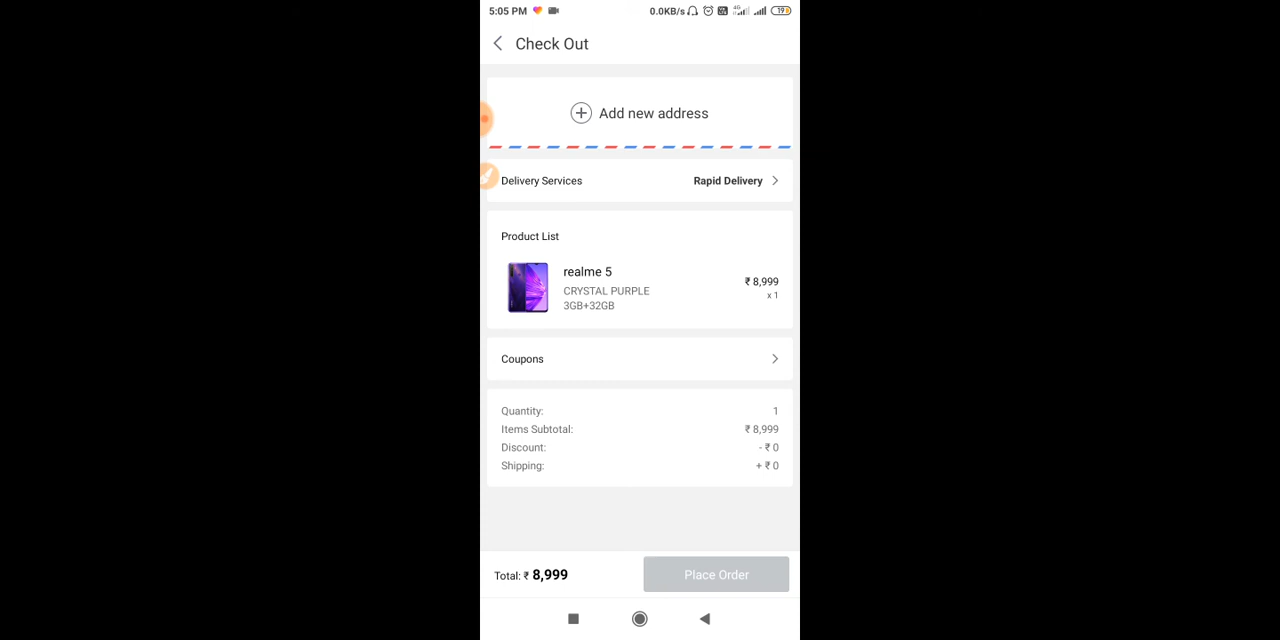 5:05 PM 0.0KB/s 4G 19
Check Out
Add new address
Delivery Services Rapid Delivery
Product List
realme 5
CRYSTAL PURPLE
3GB+32GB
₹ 8,999
x 1
Coupons
Quantity: 1
Items Subtotal: ₹ 8,999
Discount: - ₹ 0
Shipping: + ₹ 0
Total: ₹ 8,999 Place Order